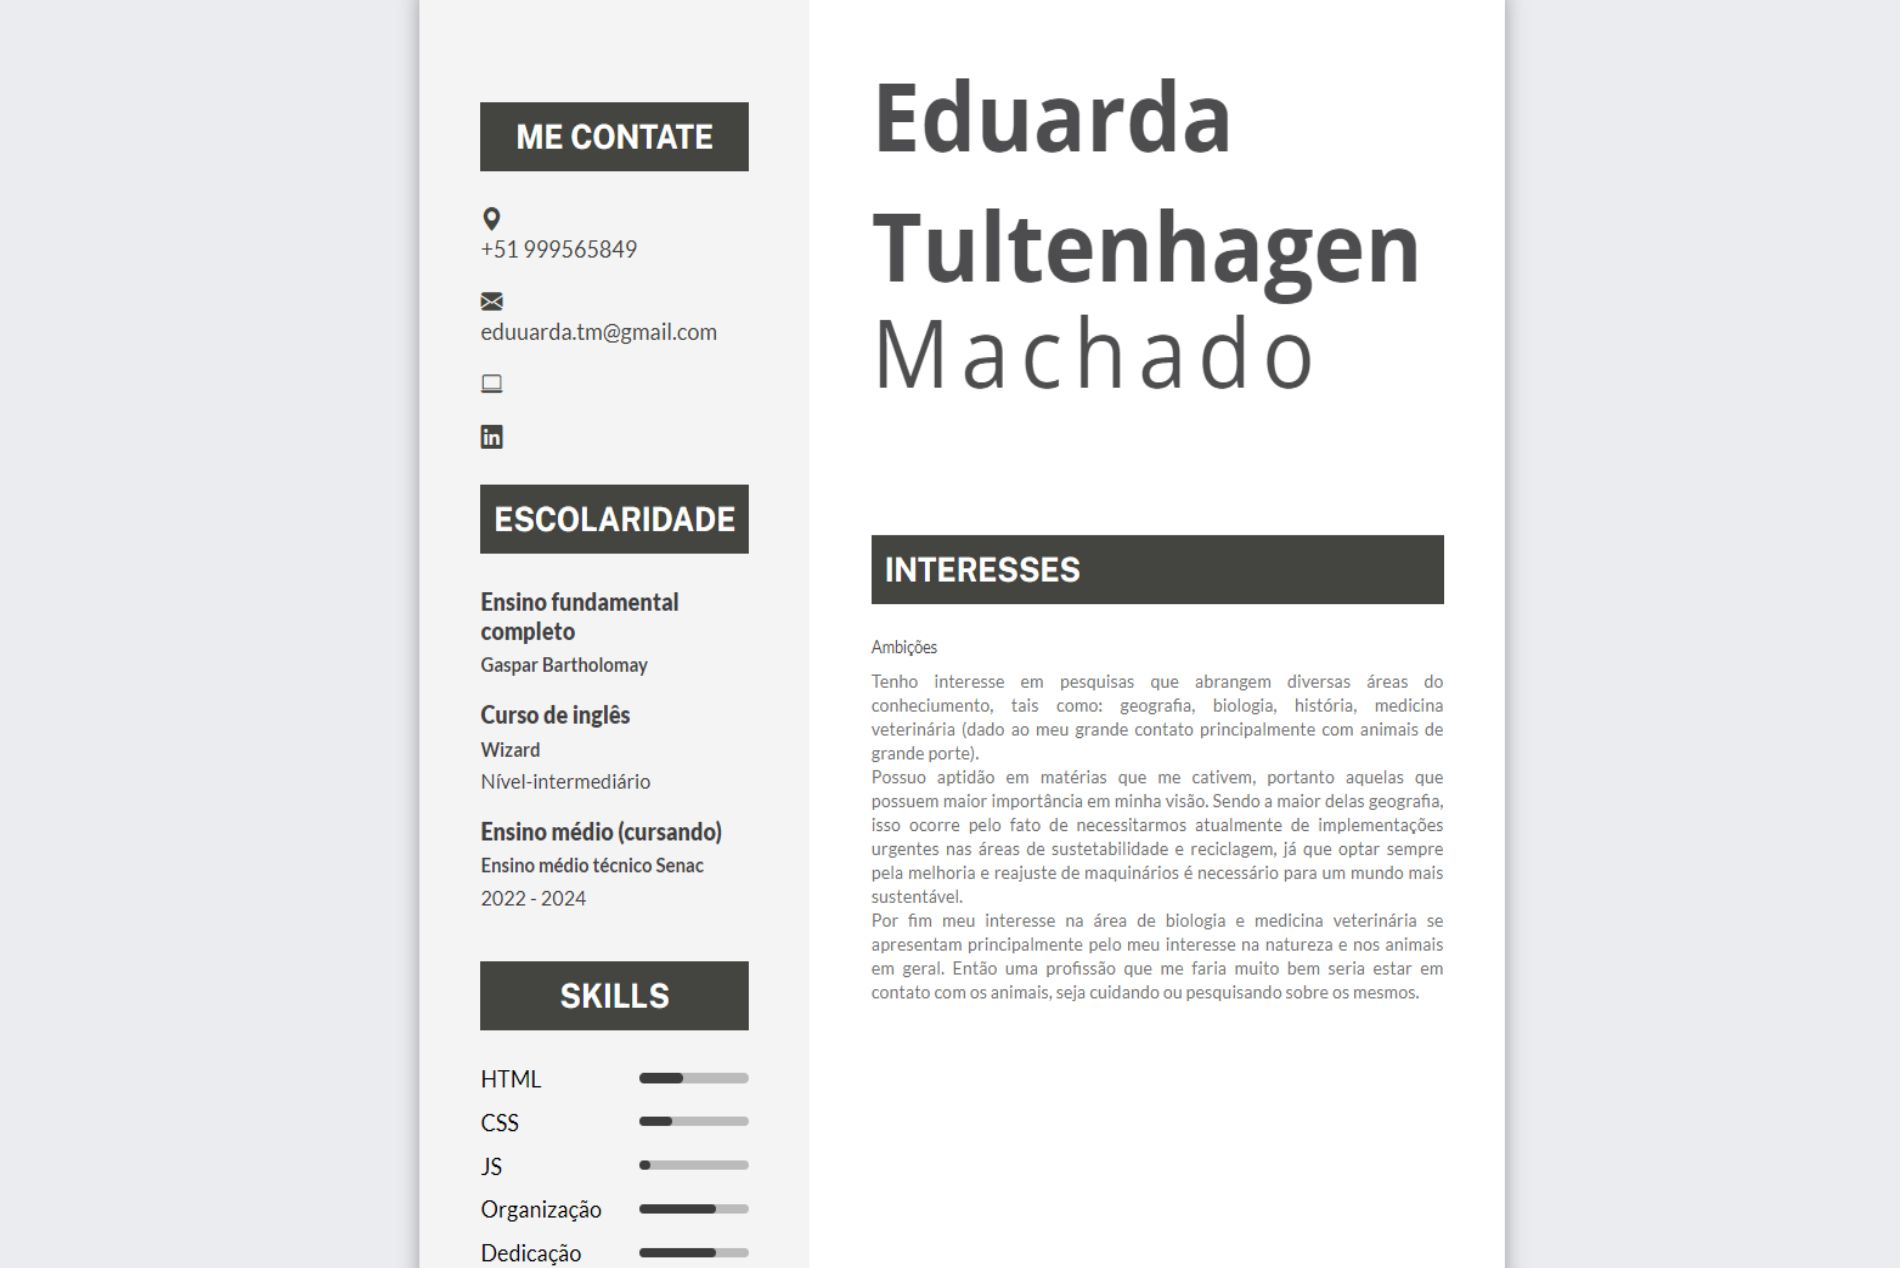 ME CONTATE
+51 999565849
eduuarda.tm@gmail.com
in
ESCOLARIDADE
Ensino fundamental
completo
Gaspar Bartholomay
Curso de inglês
Wizard
Nível-intermediário
Ensino médio (cursando)
Ensino médio técnico Senac
2022 - 2024
SKILLS
HTML
CSS
JS
Organização
Dedicação
Eduarda
Tultenhagen
Machado
INTERESSES
Ambições
Tenho interesse em pesquisas que abrangem diversas áreas do
conheciumento, tais como: geografia, biologia, história, medicina
veterinária (dado ao meu grande contato principalmente com animais de
grande porte).
Possuo aptidão em matérias que me cativem, portanto aquelas que
possuem maior importância em minha visão. Sendo a maior delas geografia,
isso ocorre pelo fato de necessitarmos atualmente de implementações
urgentes nas áreas de sustetabilidade e reciclagem, já que optar sempre
pela melhoria e reajuste de maquinários é necessário para um mundo mais
sustentável.
Por fim meu interesse na área de biologia e medicina veterinária se
apresentam principalmente pelo meu interesse na natureza e nos animais
em geral. Então uma profissão que me faria muito bem seria estar em
contato com os animais, seja cuidando ou pesquisando sobre os mesmos.